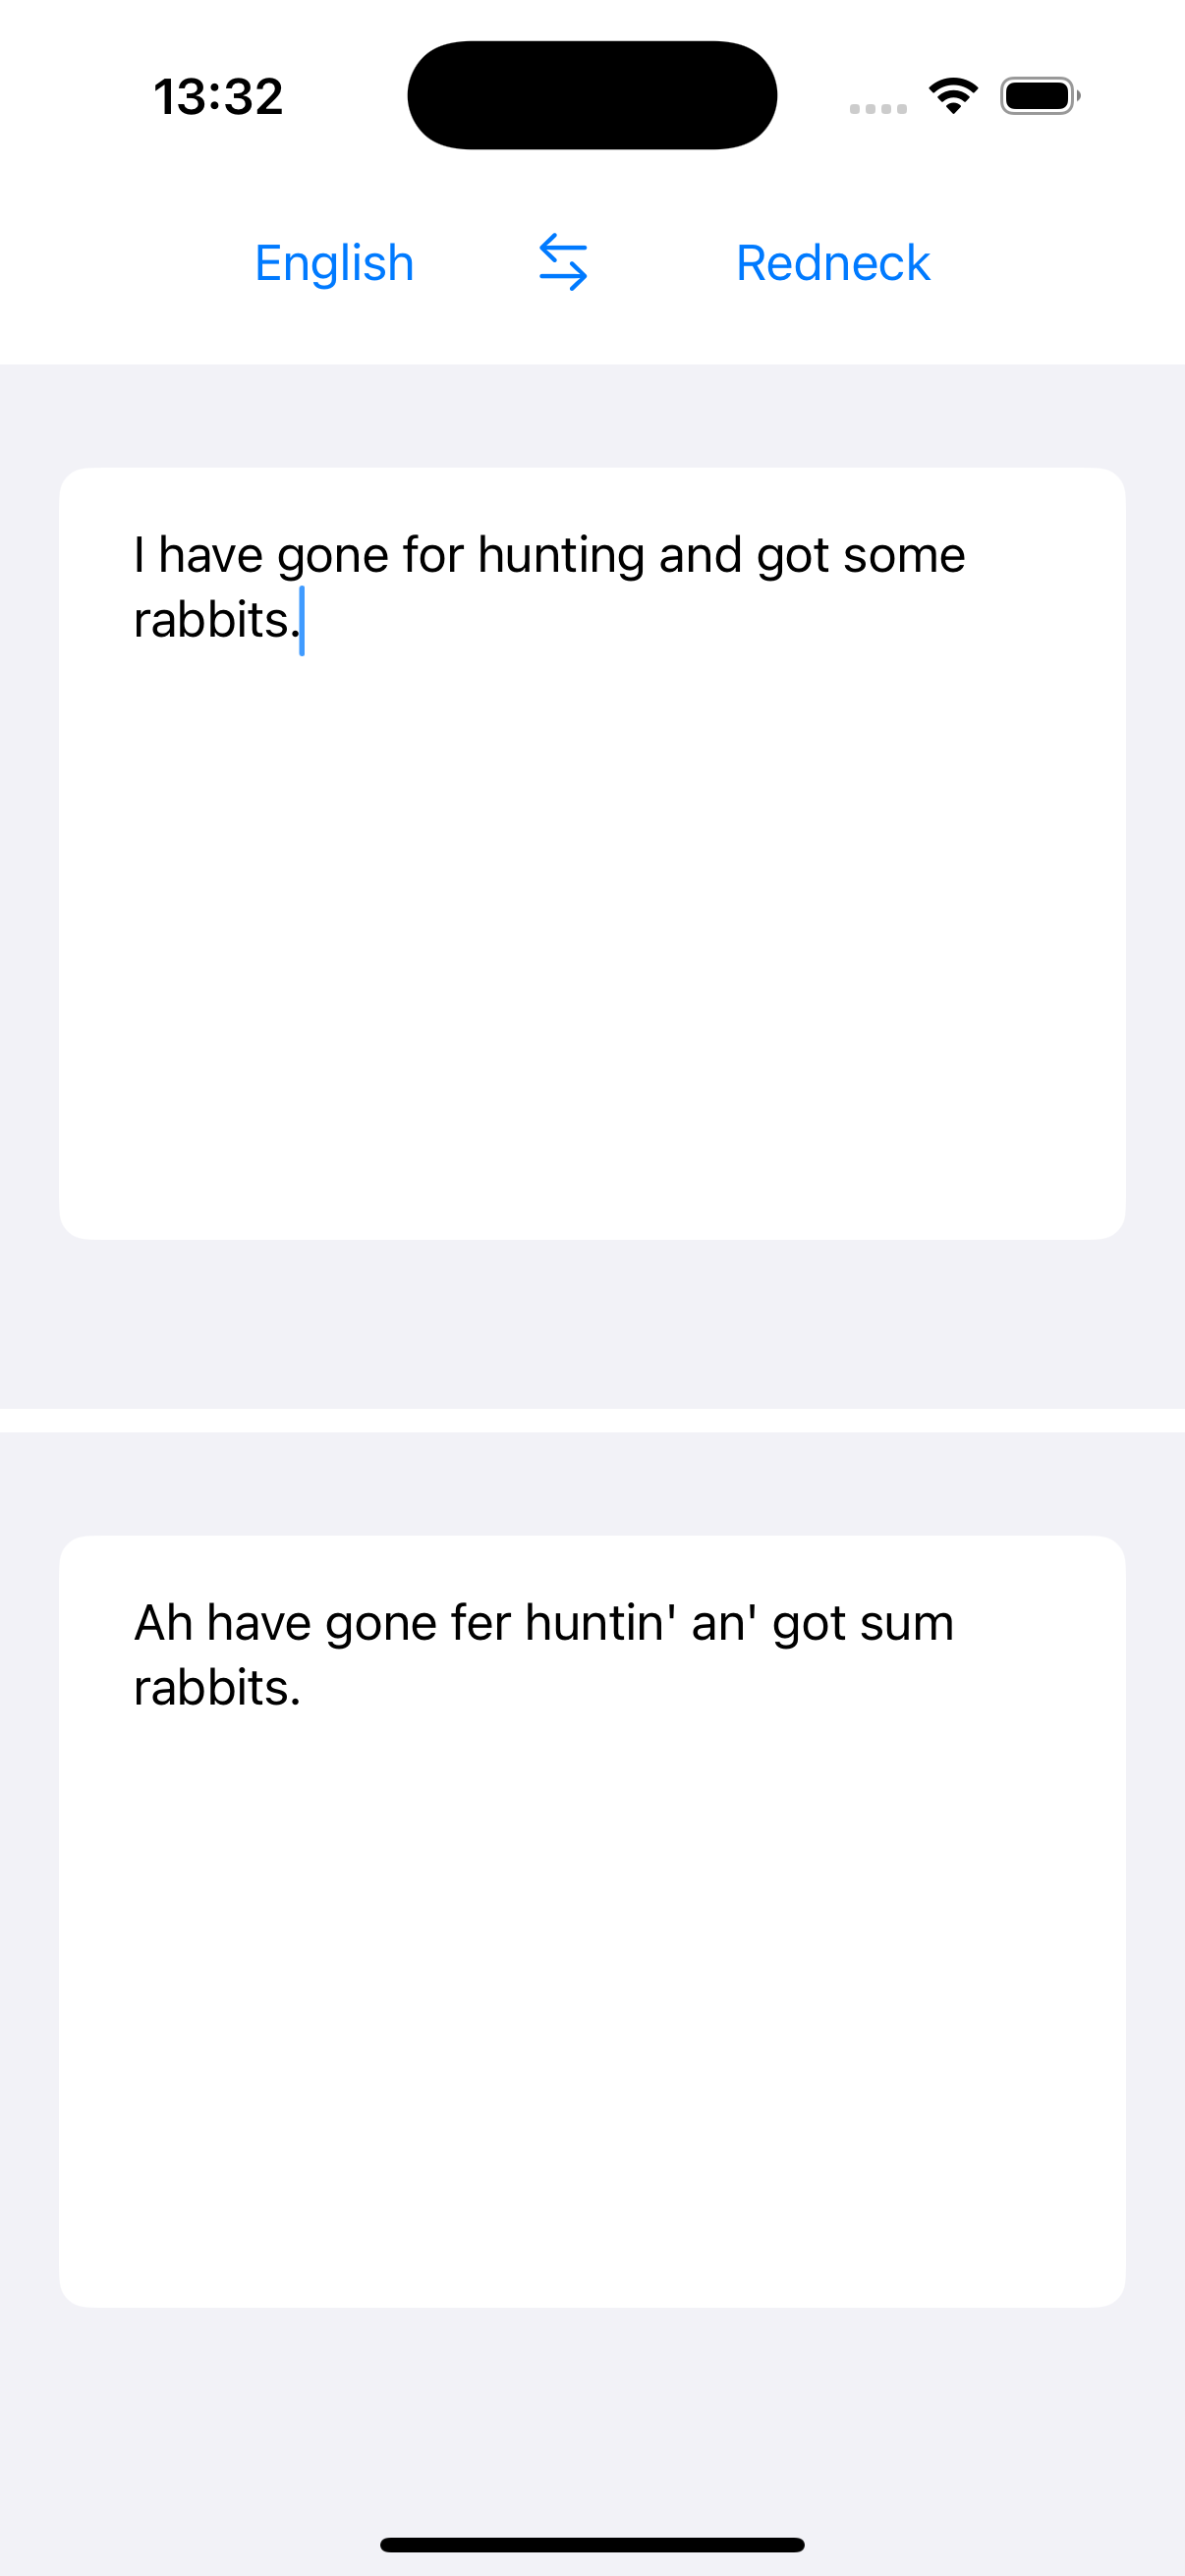 13:32
English
Redneck
I have gone for hunting and got some
rabbits.
Ah have gone fer huntin' an' got sum
rabbits.